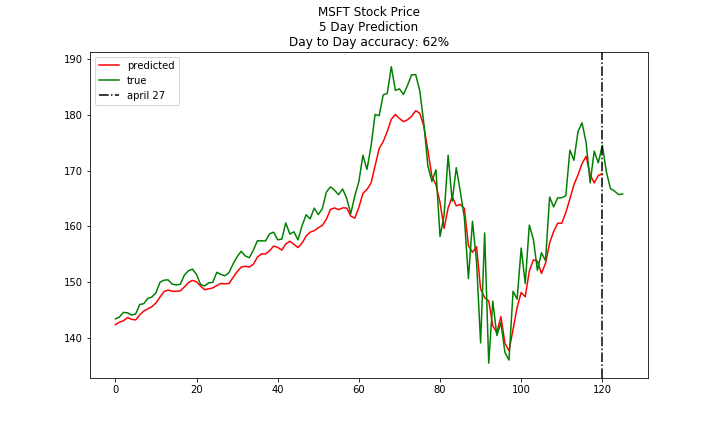 MSFT Stock Price
5 Day Prediction
Day to Day accuracy: 62%
predicted
true
april 27
190
180
170
160
150
140
0
20
40
60
80
100
120